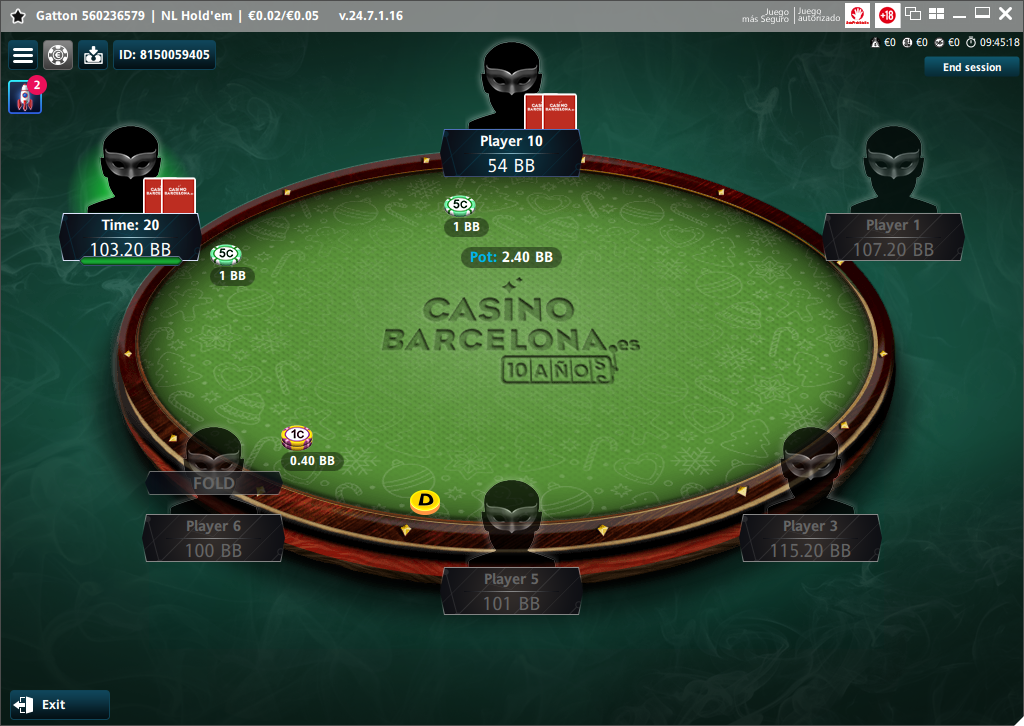 Gatton 560236579 | NL Hold'em | €0.02/€0.05 v.24.7.1.16
Juego más Seguro
Juego autorizado
+18
ID: 8150059405
€0 €0 €0 09:45:18
End session
2
CASINO BARCELONA.es
Player 10
54 BB
Time: 20
103.20 BB
Player 1
107.20 BB
5C
1 BB
5C
1 BB
Pot: 2.40 BB
CASINO
BARCELONA.es
10 AÑOS
1C
0.40 BB
D
FOLD
Player 6
100 BB
Player 5
101 BB
Player 3
115.20 BB
Exit